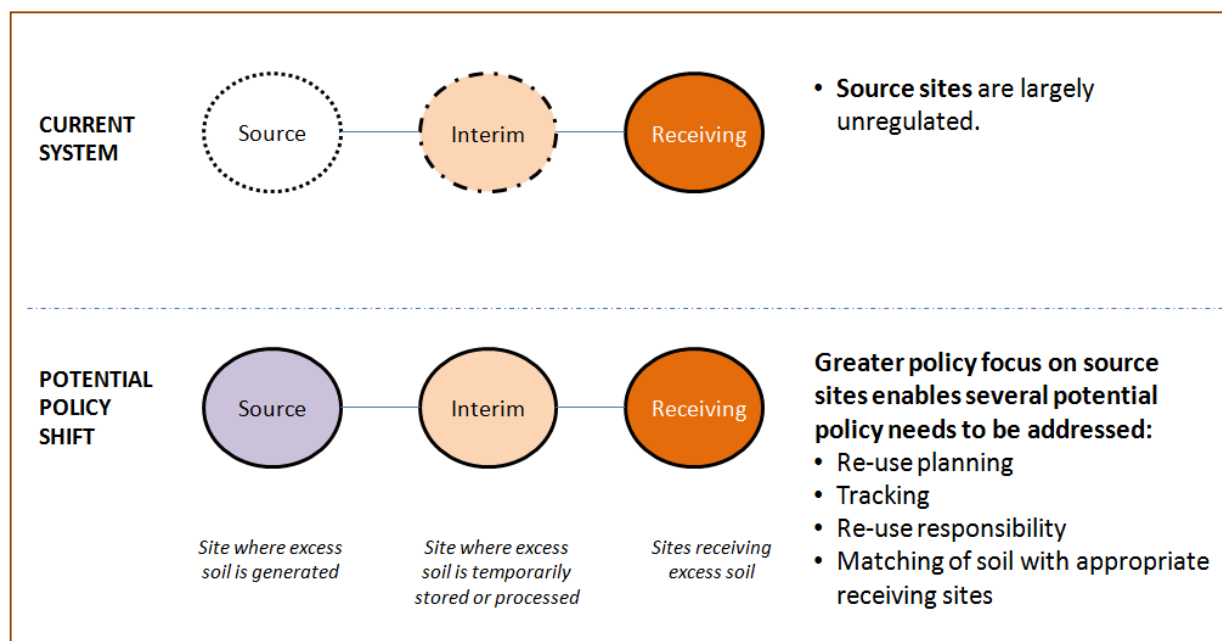 CURRENT
SYSTEM
Source
Interim
Receiving
• Source sites are largely
unregulated.
POTENTIAL
POLICY
SHIFT
Source
Interim
Receiving
Site where excess
soil is generated
Site where excess
soil is temporarily
stored or processed
Sites receiving
excess soil
Greater policy focus on source
sites enables several potential
policy needs to be addressed:
• Re-use planning
• Tracking
• Re-use responsibility
• Matching of soil with appropriate
receiving sites